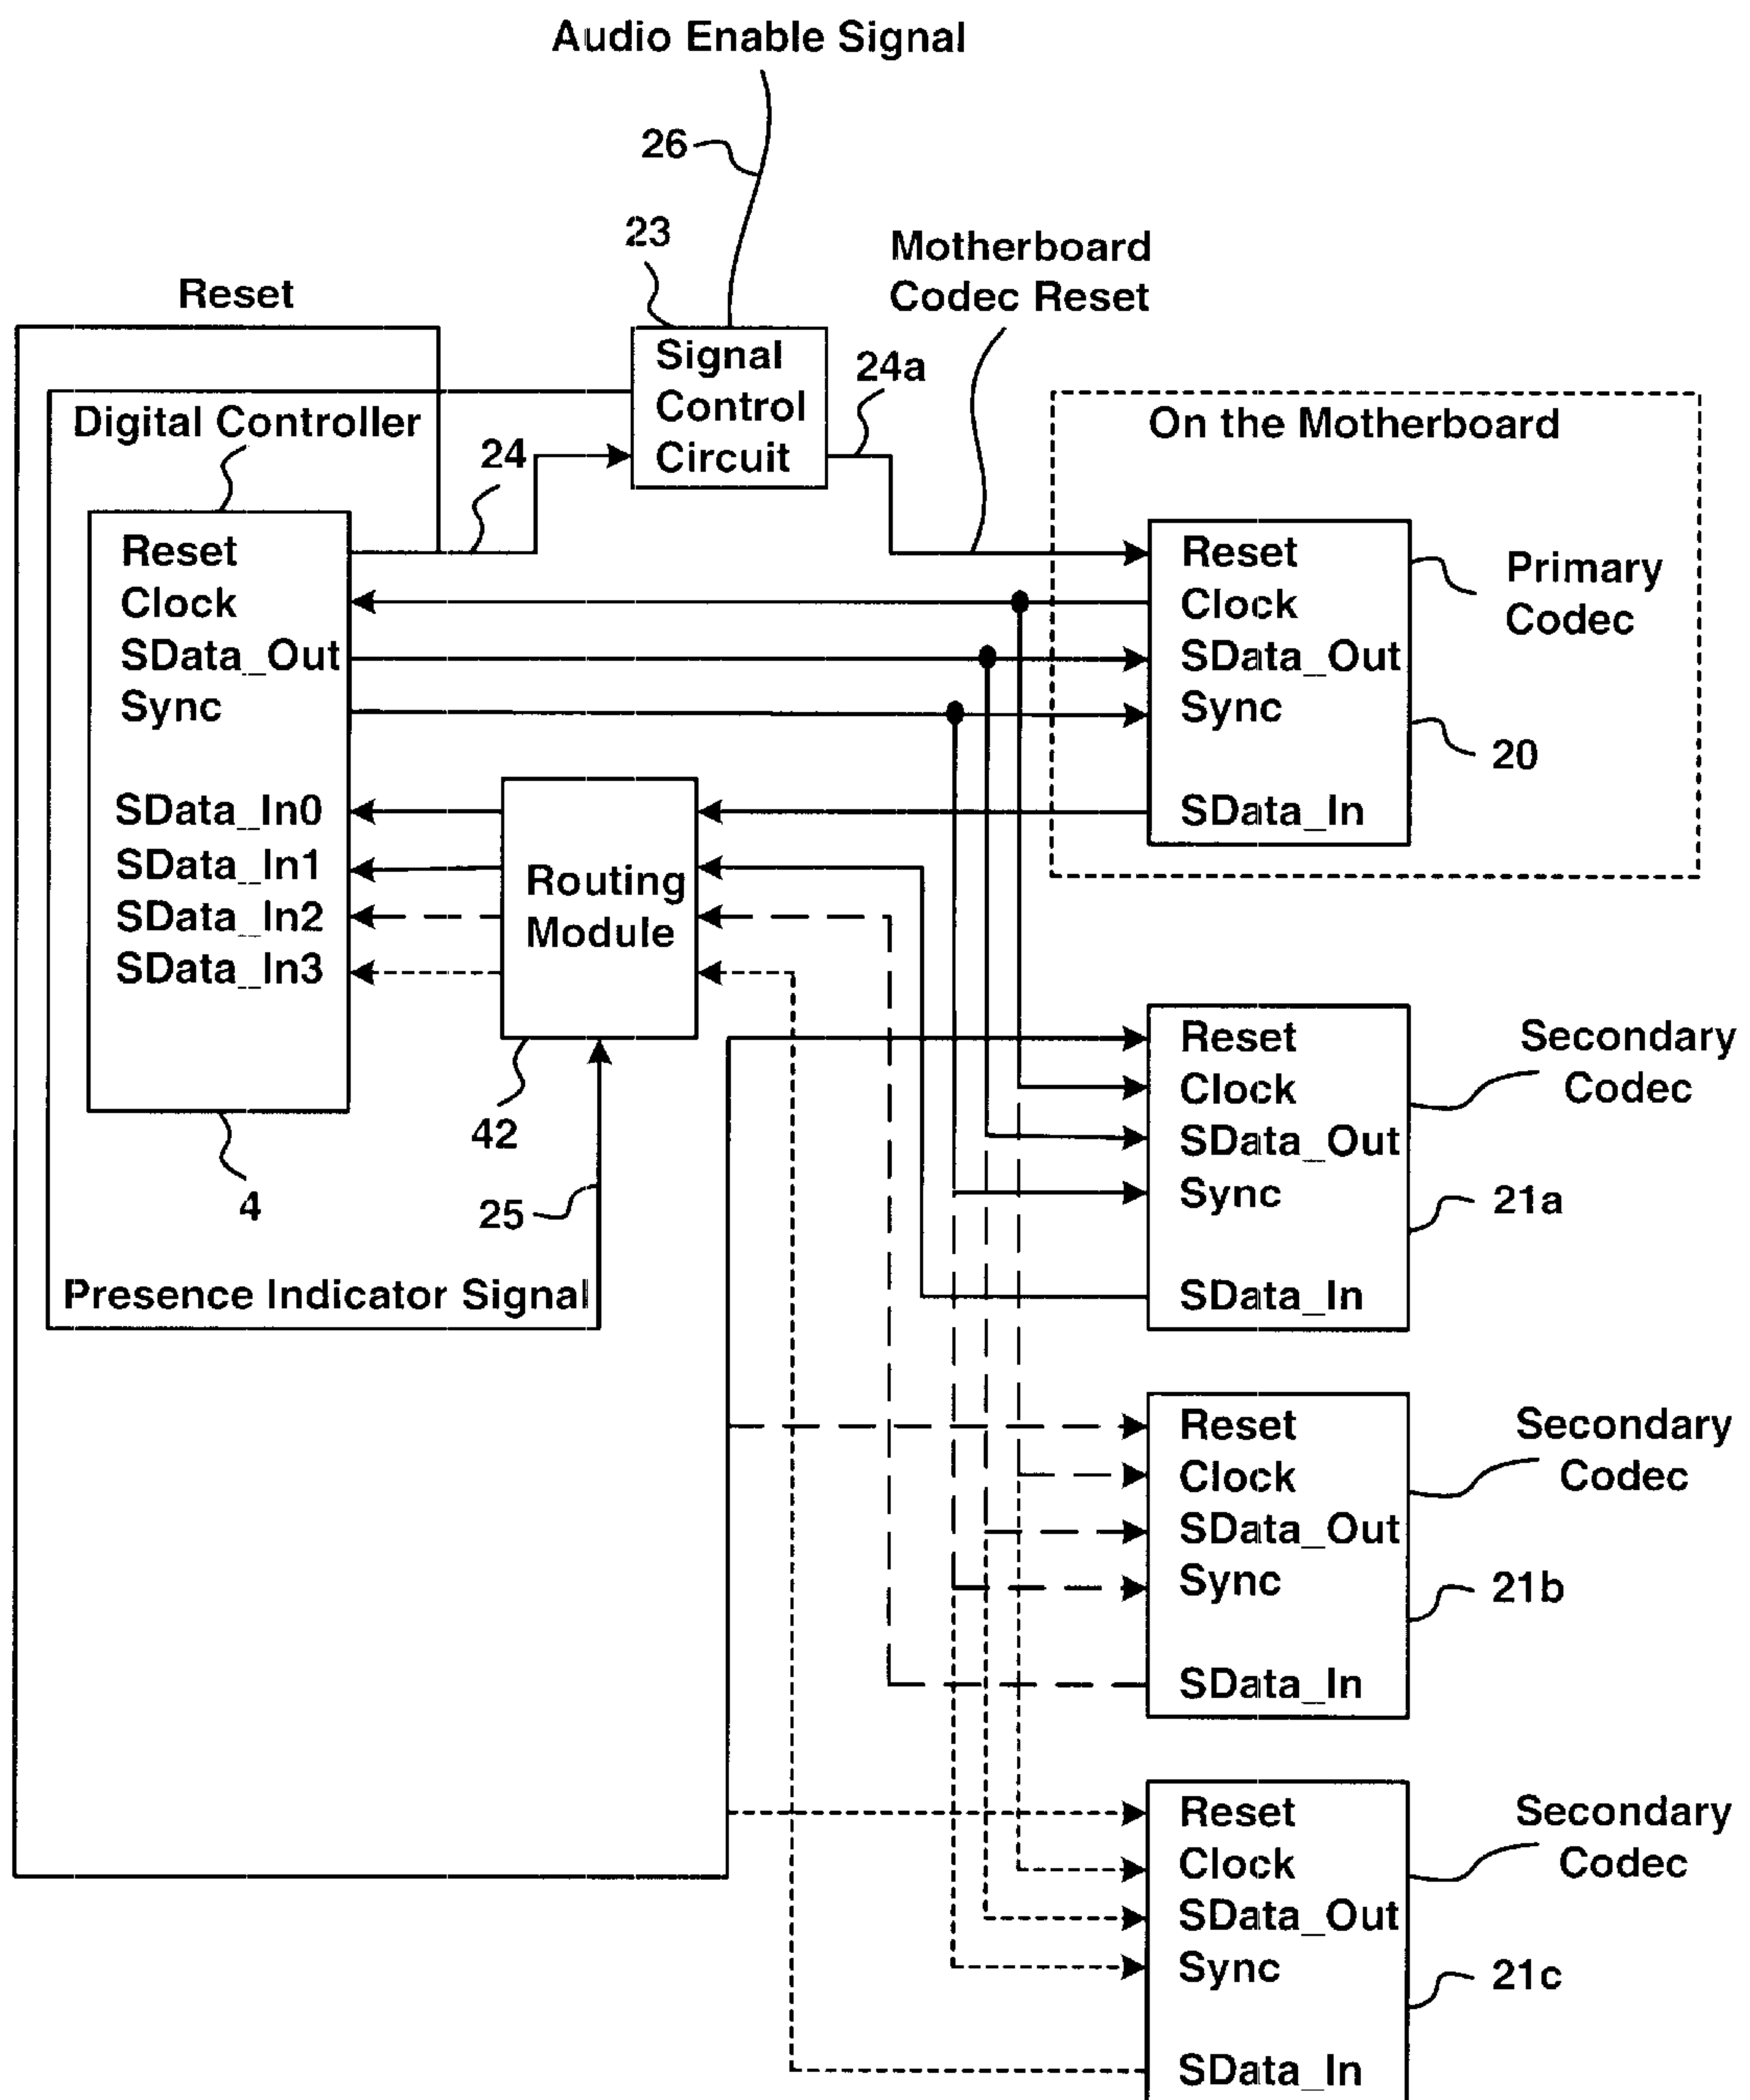 Audio Enable Signal
26
23
Motherboard
Codec Reset
Reset
Signal
Control
Circuit
24a
On the Motherboard
Digital Controller
24
Reset
Clock
SData_Out
Sync
SData_In0
SData_In1
SData_In2
SData_In3
4
Routing
Module
42
25
Presence Indicator Signal
Reset
Clock
SData_Out
Sync
SData_In
Primary
Codec
20
Reset
Clock
SData_Out
Sync
SData_In
Secondary
Codec
21a
Reset
Clock
SData_Out
Sync
SData_In
Secondary
Codec
21b
Reset
Clock
SData_Out
Sync
SData_In
Secondary
Codec
21c